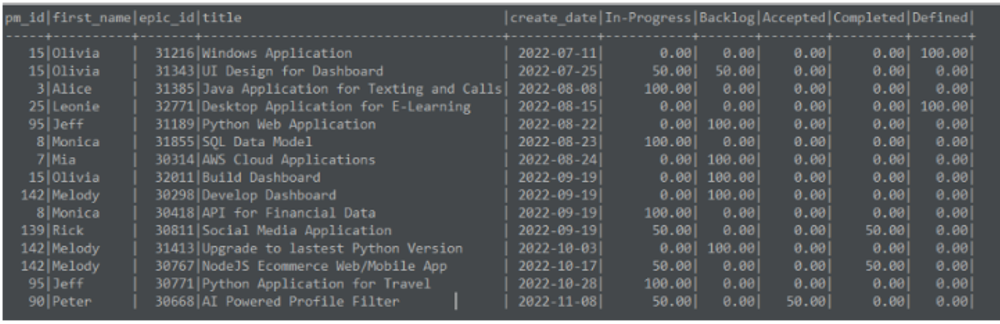 pm_id|first_name|epic_id|title                                 |create_date|In-Progress|Backlog|Accepted|Completed|Defined|
-----+----------+-------+--------------------------------------+-----------+-----------+-------+--------+---------+-------+
   15|Olivia    |  31216|Windows Application                   | 2022-07-11|       0.00|   0.00|    0.00|     0.00| 100.00|
   15|Olivia    |  31343|UI Design for Dashboard               | 2022-07-25|      50.00|  50.00|    0.00|     0.00|   0.00|
    3|Alice     |  31385|Java Application for Texting and Calls| 2022-08-08|     100.00|   0.00|    0.00|     0.00|   0.00|
   25|Leonie    |  32771|Desktop Application for E-Learning    | 2022-08-15|       0.00|   0.00|    0.00|     0.00| 100.00|
   95|Jeff      |  31189|Python Web Application                | 2022-08-22|       0.00| 100.00|    0.00|     0.00|   0.00|
    8|Monica    |  31855|SQL Data Model                        | 2022-08-23|     100.00|   0.00|    0.00|     0.00|   0.00|
    7|Mia       |  30314|AWS Cloud Applications                | 2022-08-24|       0.00| 100.00|    0.00|     0.00|   0.00|
   15|Olivia    |  32011|Build Dashboard                       | 2022-09-19|       0.00| 100.00|    0.00|     0.00|   0.00|
  142|Melody    |  30298|Develop Dashboard                     | 2022-09-19|       0.00| 100.00|    0.00|     0.00|   0.00|
    8|Monica    |  30418|API for Financial Data                | 2022-09-19|     100.00|   0.00|    0.00|     0.00|   0.00|
  139|Rick      |  30811|Social Media Application              | 2022-09-19|      50.00|   0.00|    0.00|    50.00|   0.00|
  142|Melody    |  31413|Upgrade to lastest Python Version     | 2022-10-03|       0.00| 100.00|    0.00|     0.00|   0.00|
  142|Melody    |  30767|NodeJS Ecommerce Web/Mobile App       | 2022-10-17|      50.00|   0.00|    0.00|    50.00|   0.00|
   95|Jeff      |  30771|Python Application for Travel         | 2022-10-28|     100.00|   0.00|    0.00|     0.00|   0.00|
   90|Peter     |  30668|AI Powered Profile Filter             | 2022-11-08|      50.00|   0.00|   50.00|     0.00|   0.00|